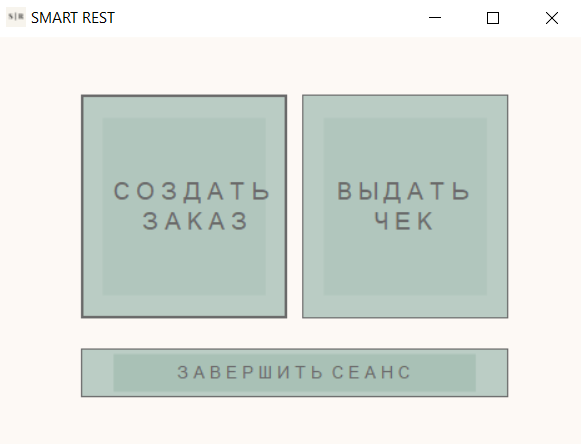 S|R SMART REST
СОЗДАТЬ
ЗАКАЗ
ВЫДАТЬ
ЧЕК
ЗАВЕРШИТЬ СЕАНС